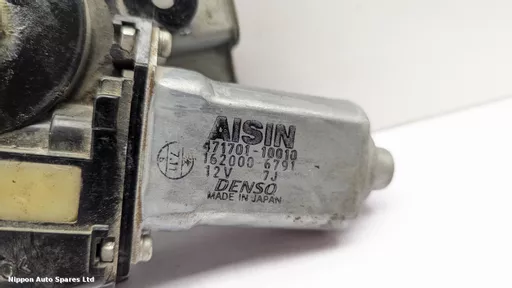 AISIN
471701-10010
162000-6791
12V 7J
DENSO
MADE IN JAPAN
Nippon Auto Spares Ltd